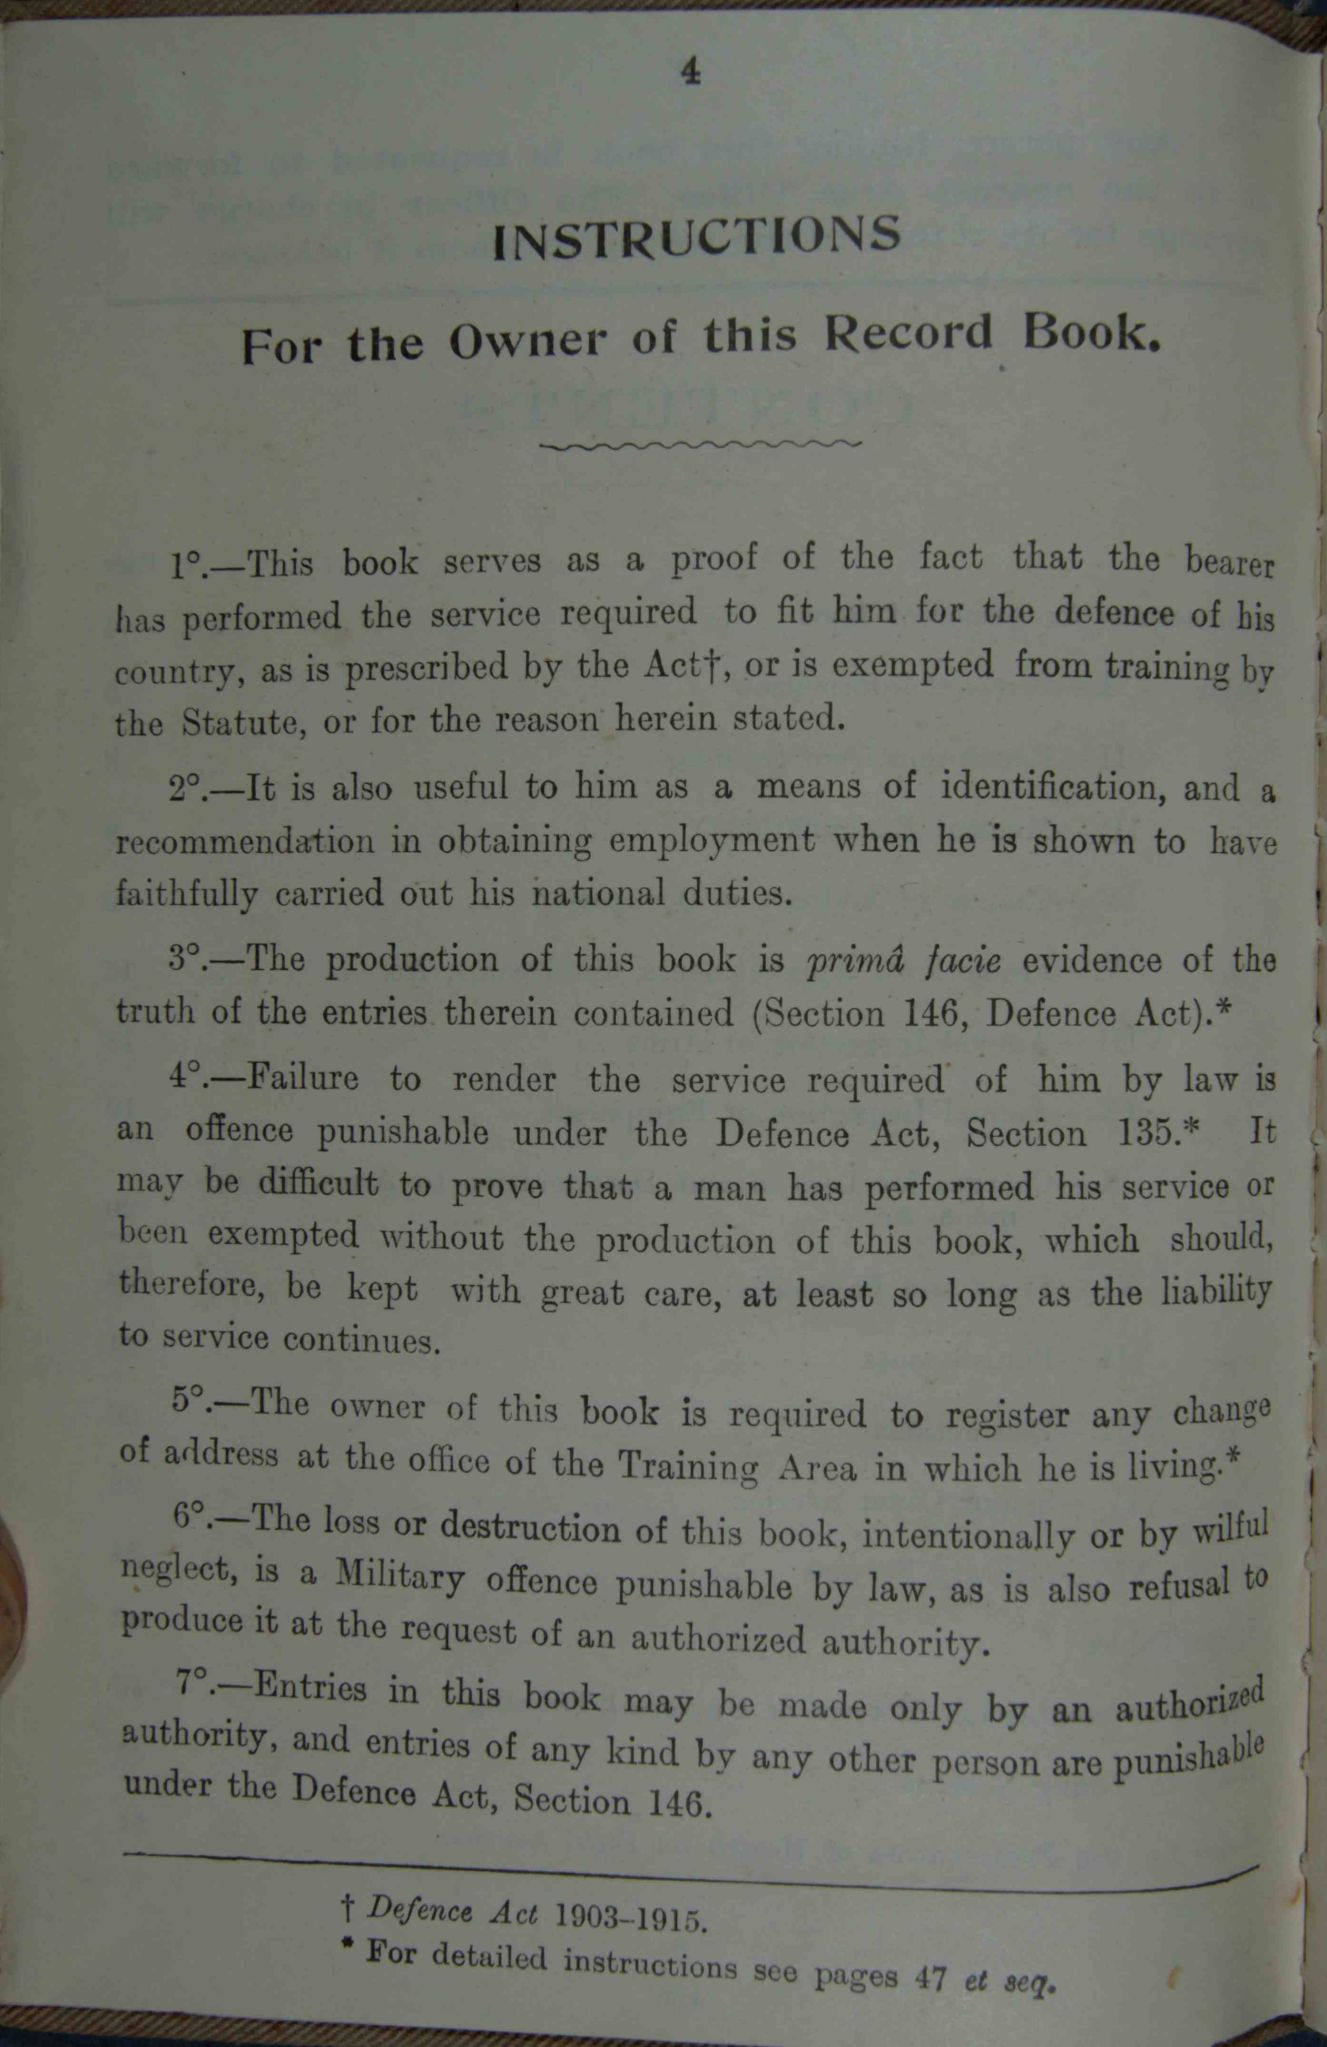 4
INSTRUCTIONS
For the Owner of this Record Book.
1°.—This book serves as a proof of the fact that the bearer
has performed the service required to fit him for the defence of his
country, as is prescribed by the Act†, or is exempted from training by
the Statute, or for the reason herein stated.
2°.—It is also useful to him as a means of identification, and a
recommendation in obtaining employment when he is shown to have
faithfully carried out his national duties.
3°.—The production of this book is primâ facie evidence of the
truth of the entries therein contained (Section 146, Defence Act).*
4°.—Failure to render the service required of him by law is
an offence punishable under the Defence Act, Section 135.* It
may be difficult to prove that a man has performed his service or
been exempted without the production of this book, which should,
therefore, be kept with great care, at least so long as the liability
to service continues.
5°.—The owner of this book is required to register any change
of address at the office of the Training Area in which he is living.*
6°.—The loss or destruction of this book, intentionally or by wilful
neglect, is a Military offence punishable by law, as is also refusal to
produce it at the request of an authorized authority.
7°.—Entries in this book may be made only by an authorized
authority, and entries of any kind by any other person are punishable
under the Defence Act, Section 146.
† Defence Act 1903-1915.
* For detailed instructions see pages 47 et seq.